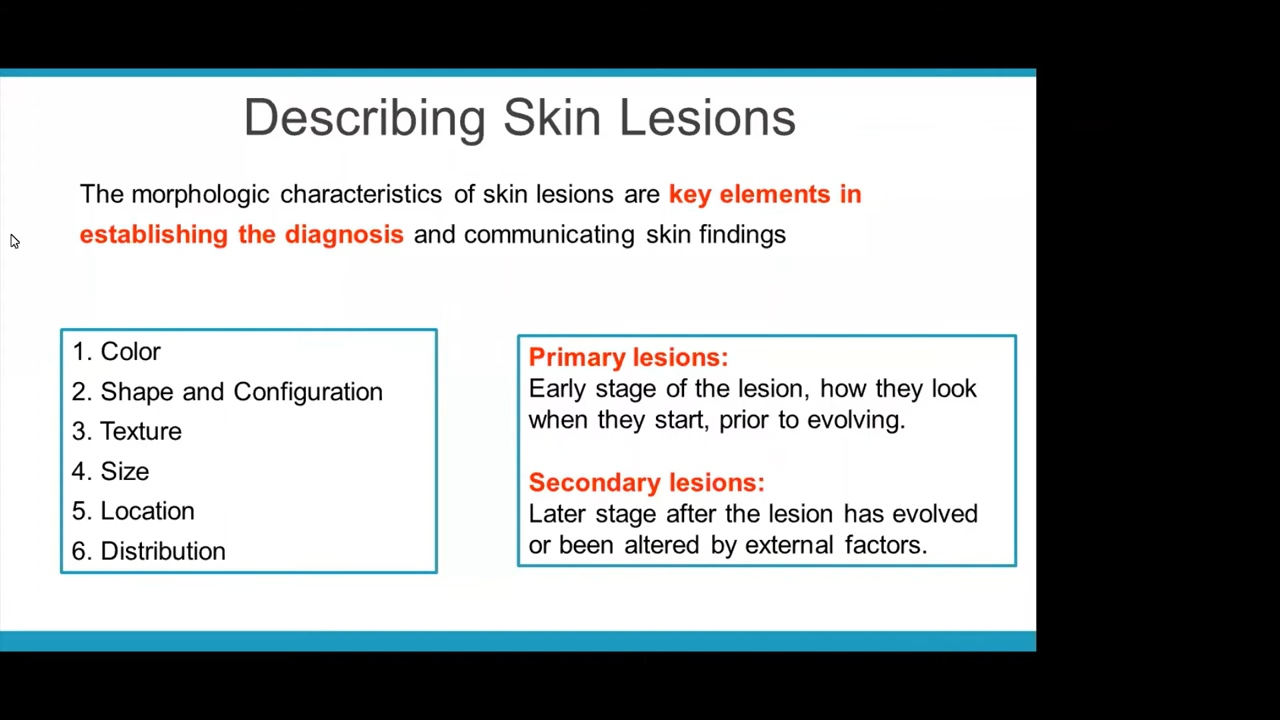 Describing Skin Lesions
The morphologic characteristics of skin lesions are key elements in
establishing the diagnosis and communicating skin findings
1. Color
2. Shape and Configuration
3. Texture
4. Size
5. Location
6. Distribution
Primary lesions:
Early stage of the lesion, how they look
when they start, prior to evolving.
Secondary lesions:
Later stage after the lesion has evolved
or been altered by external factors.